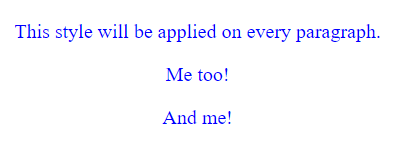 This style will be applied on every paragraph.
Me too!
And me!